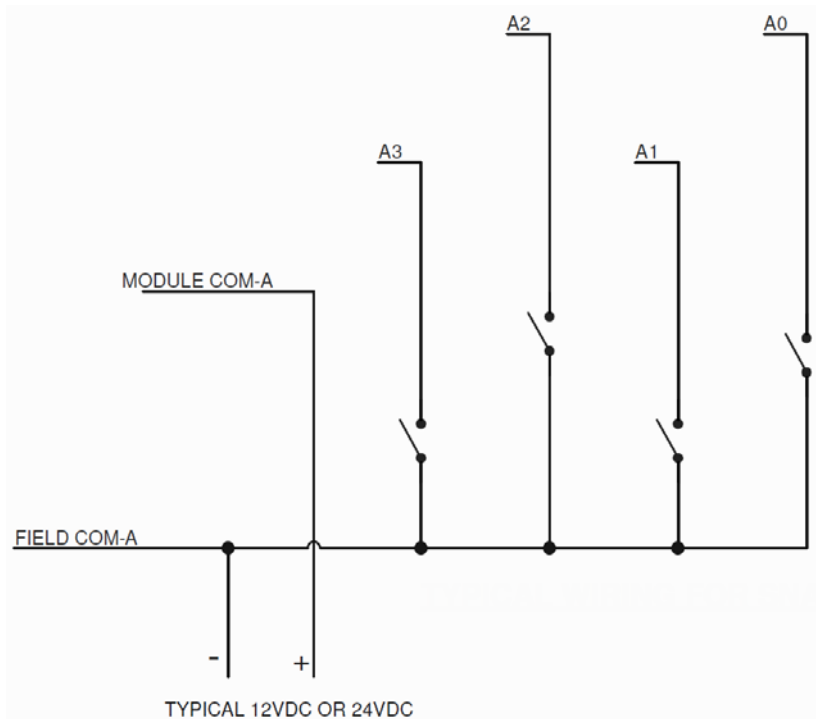 A2
A0
A3
A1
MODULE COM-A
FIELD COM-A
-
+
TYPICAL 12VDC OR 24VDC